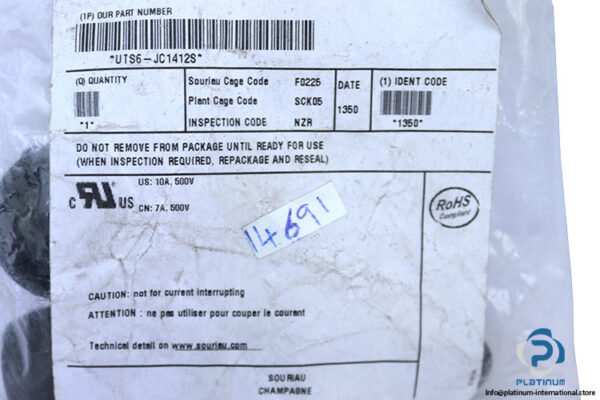 (1P) OUR PART NUMBER
*UTS6-JC1412S*
(Q) QUANTITY
*1*
Souriau Cage Code F0225
Plant Cage Code SCK05
INSPECTION CODE NZR
DATE
1350
(1) IDENT CODE
*1350*
DO NOT REMOVE FROM PACKAGE UNTIL READY FOR USE
(WHEN INSPECTION REQUIRED, REPACKAGE AND RESEAL)
C RU US
US: 10A, 500V
CN: 7A, 500V
14691
RoHS
Compliant
CAUTION: not for current interrupting
ATTENTION : ne pas utiliser pour couper le courant
Technical detail on www.souriau.com
SOURIAU
CHAMPAGNE
PLATINUM
info@platinum-international.store